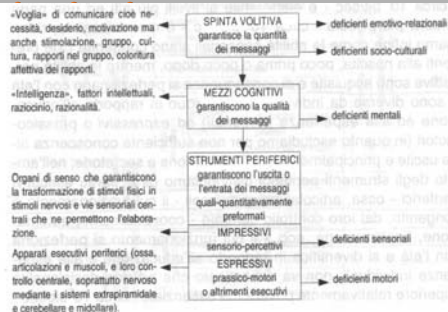 «Voglia» di comunicare cioè ne-
cessità, desiderio, motivazione ma
anche stimolazione, gruppo, cul-
tura, rapporti nel gruppo, coloritura
affettiva dei rapporti.
«Intelligenza», fattori intellettuali,
raziocinio, razionalità.
Organi di senso che garantiscono
la trasformazione di stimoli fisici in
stimoli nervosi e vie sensoriali cen-
trali che ne permettono l'elabora-
zione.
Apparati esecutivi periferici (ossa,
articolazioni e muscoli, e loro con-
trollo centrale, soprattutto nervoso
mediante i sistemi extrapiramidale
e cerebellare e midollare).
SPINTA VOLITIVA
garantisce la quantità
dei messaggi
MEZZI COGNITIVI
garantiscono la qualità
dei messaggi
STRUMENTI PERIFERICI
garantiscono l'uscita o
l'entrata dei messaggi
quali-quantitativamente
preformati
IMPRESSIVI
sensorio-percettivi
ESPRESSIVI
prassico-motori
o altrimenti esecutivi
deficienti emotivo-relazionali
deficienti socio-culturali
deficienti mentali
deficienti sensoriali
deficienti motori